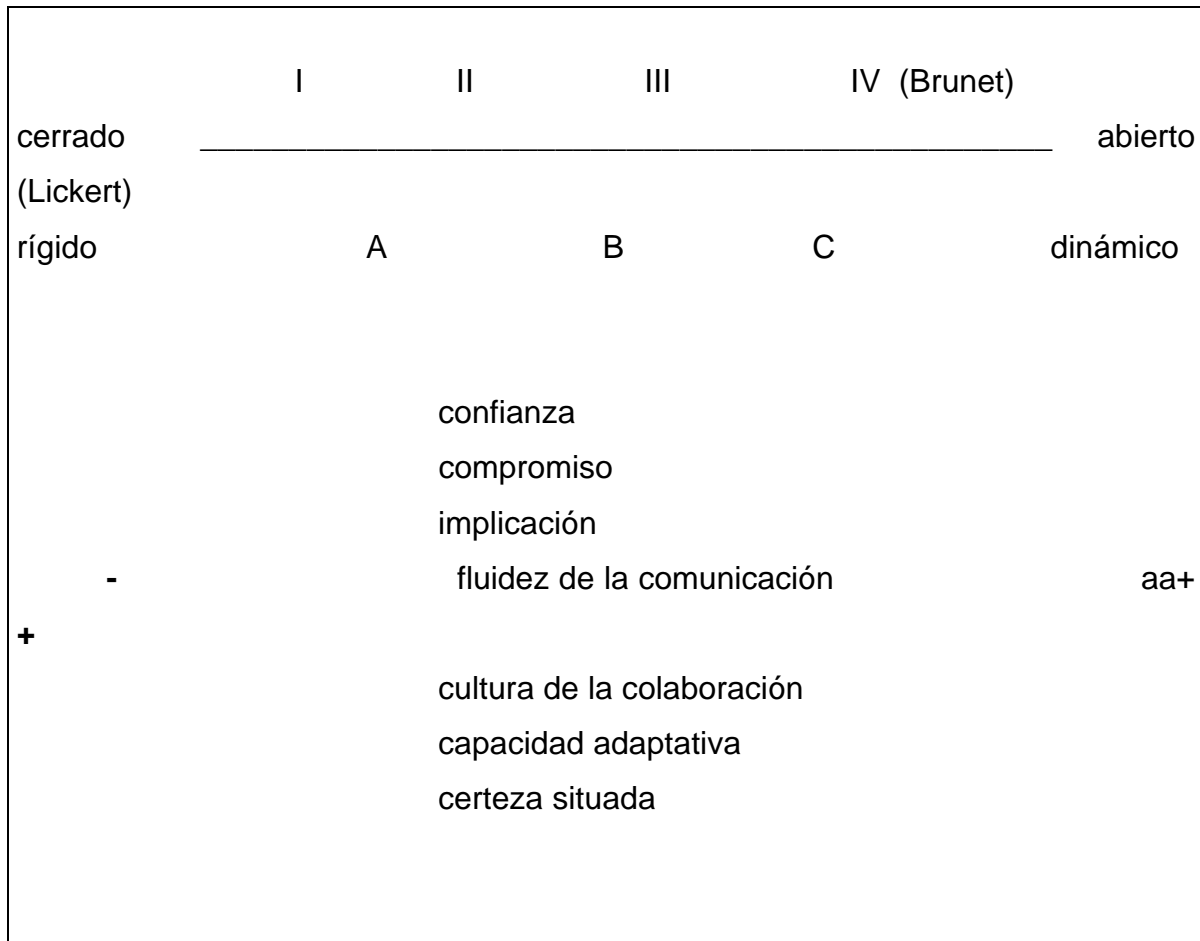 I II III IV (Brunet)
cerrado ________________________________________________ abierto
(Lickert)
rígido A B C dinámico
confianza
compromiso
implicación
- fluidez de la comunicación aa+
+
cultura de la colaboración
capacidad adaptativa
certeza situada